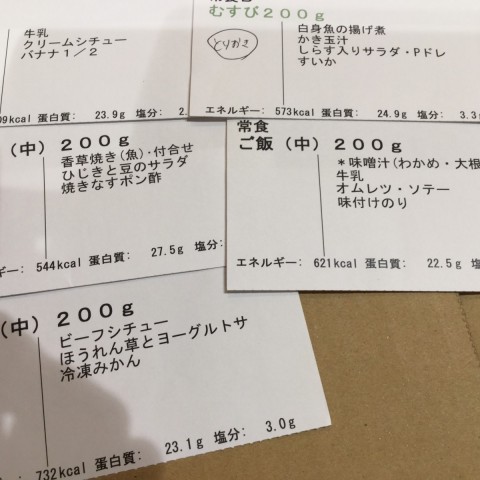 牛乳
クリームシチュー
バナナ1/2
kcal 蛋白質: 23.9g 塩分: 2.
むすび200g
とりかさ
白身魚の揚げ煮
かき玉汁
しらす入りサラダ・Pドレ
すいか
エネルギー: 573kcal 蛋白質: 24.9g 塩分: 3.3
(中) 200g
香草焼き(魚)・付合せ
ひじきと豆のサラダ
焼きなすポン酢
ギー: 544kcal 蛋白質: 27.5g 塩分:
常食
ご飯(中) 200g
*味噌汁(わかめ・大根
牛乳
オムレツ・ソテー
味付けのり
エネルギー: 621kcal 蛋白質: 22.5g 塩
(中) 200g
ビーフシチュー
ほうれん草とヨーグルトサ
冷凍みかん
732kcal 蛋白質: 23.1g 塩分: 3.0g